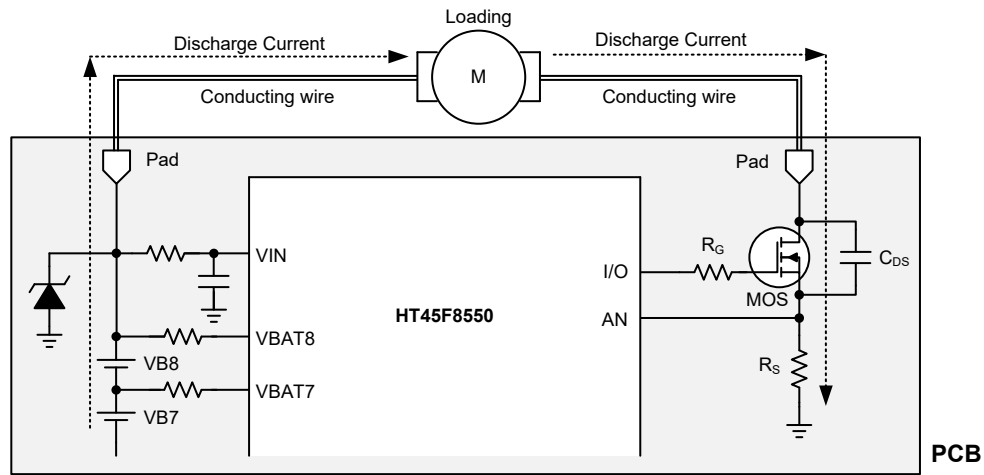 Loading
Discharge Current
Discharge Current
M
Conducting wire
Conducting wire
Pad
Pad
VIN
RG
I/O
CDS
MOS
HT45F8550
AN
VBAT8
VB8
RS
VBAT7
VB7
PCB